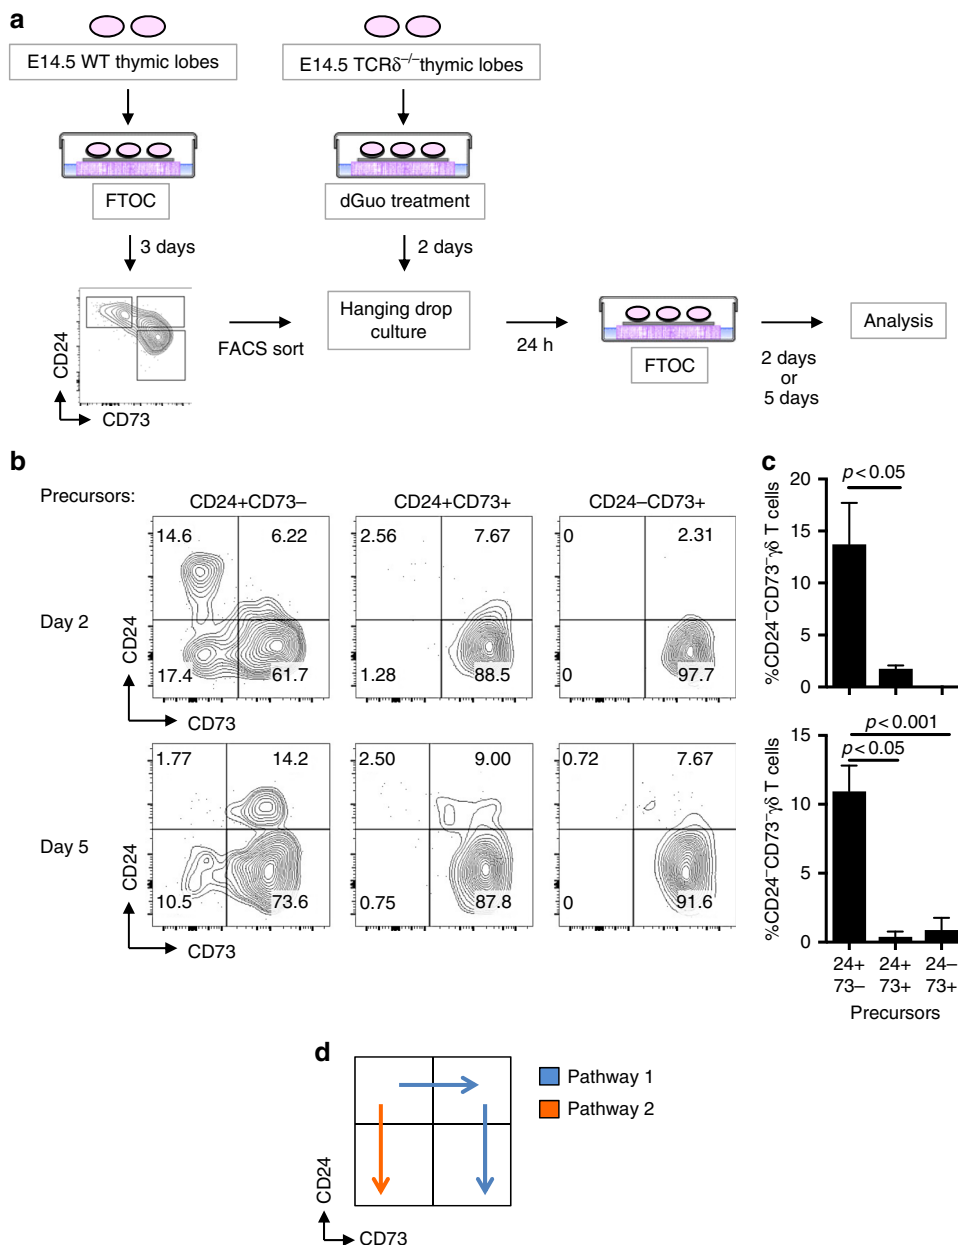 a
E14.5 WT thymic lobes
E14.5 TCRδ−/− thymic lobes
FTOC
dGuo treatment
3 days
2 days
CD24
CD73
FACS sort
Hanging drop
culture
24 h
FTOC
2 days
or
5 days
Analysis
b
Precursors:
CD24+CD73–
CD24+CD73+
CD24–CD73+
Day 2
14.6
6.22
17.4
61.7
2.56
7.67
1.28
88.5
0
2.31
0
97.7
CD24
CD73
Day 5
1.77
14.2
10.5
73.6
2.50
9.00
0.75
87.8
0.72
7.67
0
91.6
CD24
CD73
c
%CD24−CD73−γδ T cells
20
15
10
5
0
p < 0.05
%CD24−CD73−γδ T cells
15
10
5
0
p < 0.001
p < 0.05
24+ 24+ 24–
73– 73+ 73+
Precursors
d
CD24
CD73
Pathway 1
Pathway 2